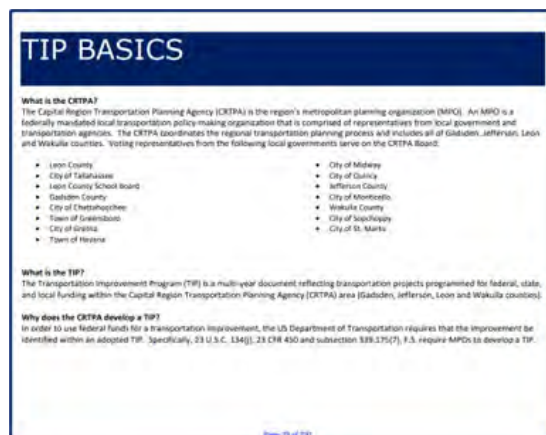 TIP BASICS
What is the CRTPA?
The Capital Region Transportation Planning Agency (CRTPA) is the region's metropolitan planning organization (MPO). An MPO is a
federally mandated local transportation policy-making organization that is comprised of representatives from local government and
transportation agencies. The CRTPA coordinates the regional transportation planning process and includes all of Gadsden, Jefferson, Leon
and Wakulla counties. Voting representatives from the following local governments serve on the CRTPA Board:
• Leon County
• City of Tallahassee
• Leon County School Board
• Gadsden County
• City of Chattahoochee
• Town of Greensboro
• City of Gretna
• Town of Havana
• City of Midway
• City of Quincy
• Jefferson County
• City of Monticello
• Wakulla County
• City of Sopchoppy
• City of St. Marks
What is the TIP?
The Transportation Improvement Program (TIP) is a multi-year document reflecting transportation projects programmed for federal, state,
and local funding within the Capital Region Transportation Planning Agency (CRTPA) area (Gadsden, Jefferson, Leon and Wakulla counties).
Why does the CRTPA develop a TIP?
In order to use federal funds for a transportation improvement, the US Department of Transportation requires that the improvement be
identified within an adopted TIP. Specifically, 23 U.S.C. 134(j), 23 CFR 450 and subsection 339.175(7), F.S. require MPOs to develop a TIP.